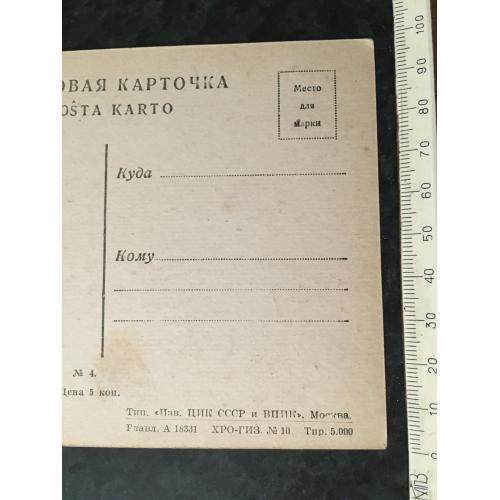 ОВАЯ КАРТОЧКА
OŜTA KARTO
Место
для
марки
Куда
Кому
№ 4.
Цена 5 коп.
Тип. «Изв. ЦИК СССР и ВЦИК», Москва.
Главл. А 18331 ХРО-ГИЗ. № 10 Тир. 5.000
100
90
80
70
60
50
40
30
20
10
0